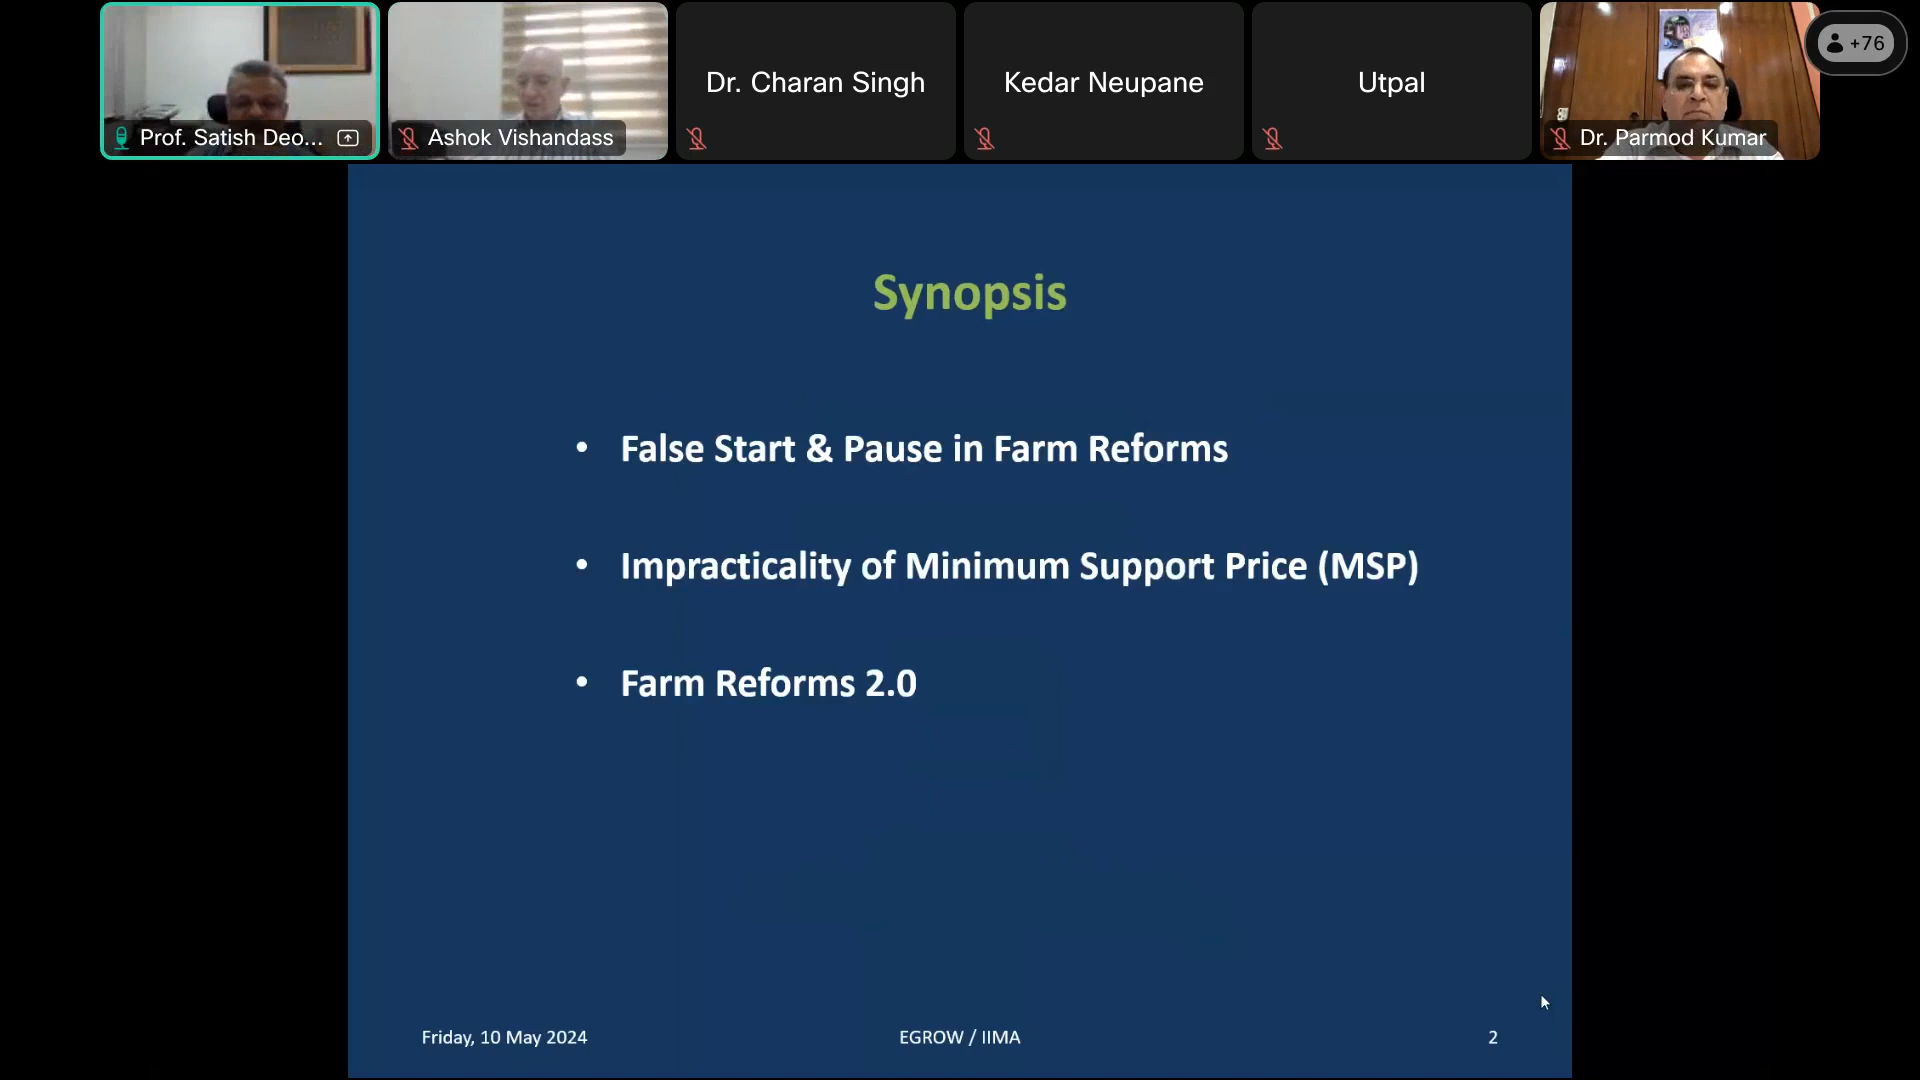 Prof. Satish Deo...
Ashok Vishandass
Dr. Charan Singh
Kedar Neupane
Utpal
Dr. Parmod Kumar
+76
Synopsis
• False Start & Pause in Farm Reforms
• Impracticality of Minimum Support Price (MSP)
• Farm Reforms 2.0
Friday, 10 May 2024
EGROW / IIMA
2